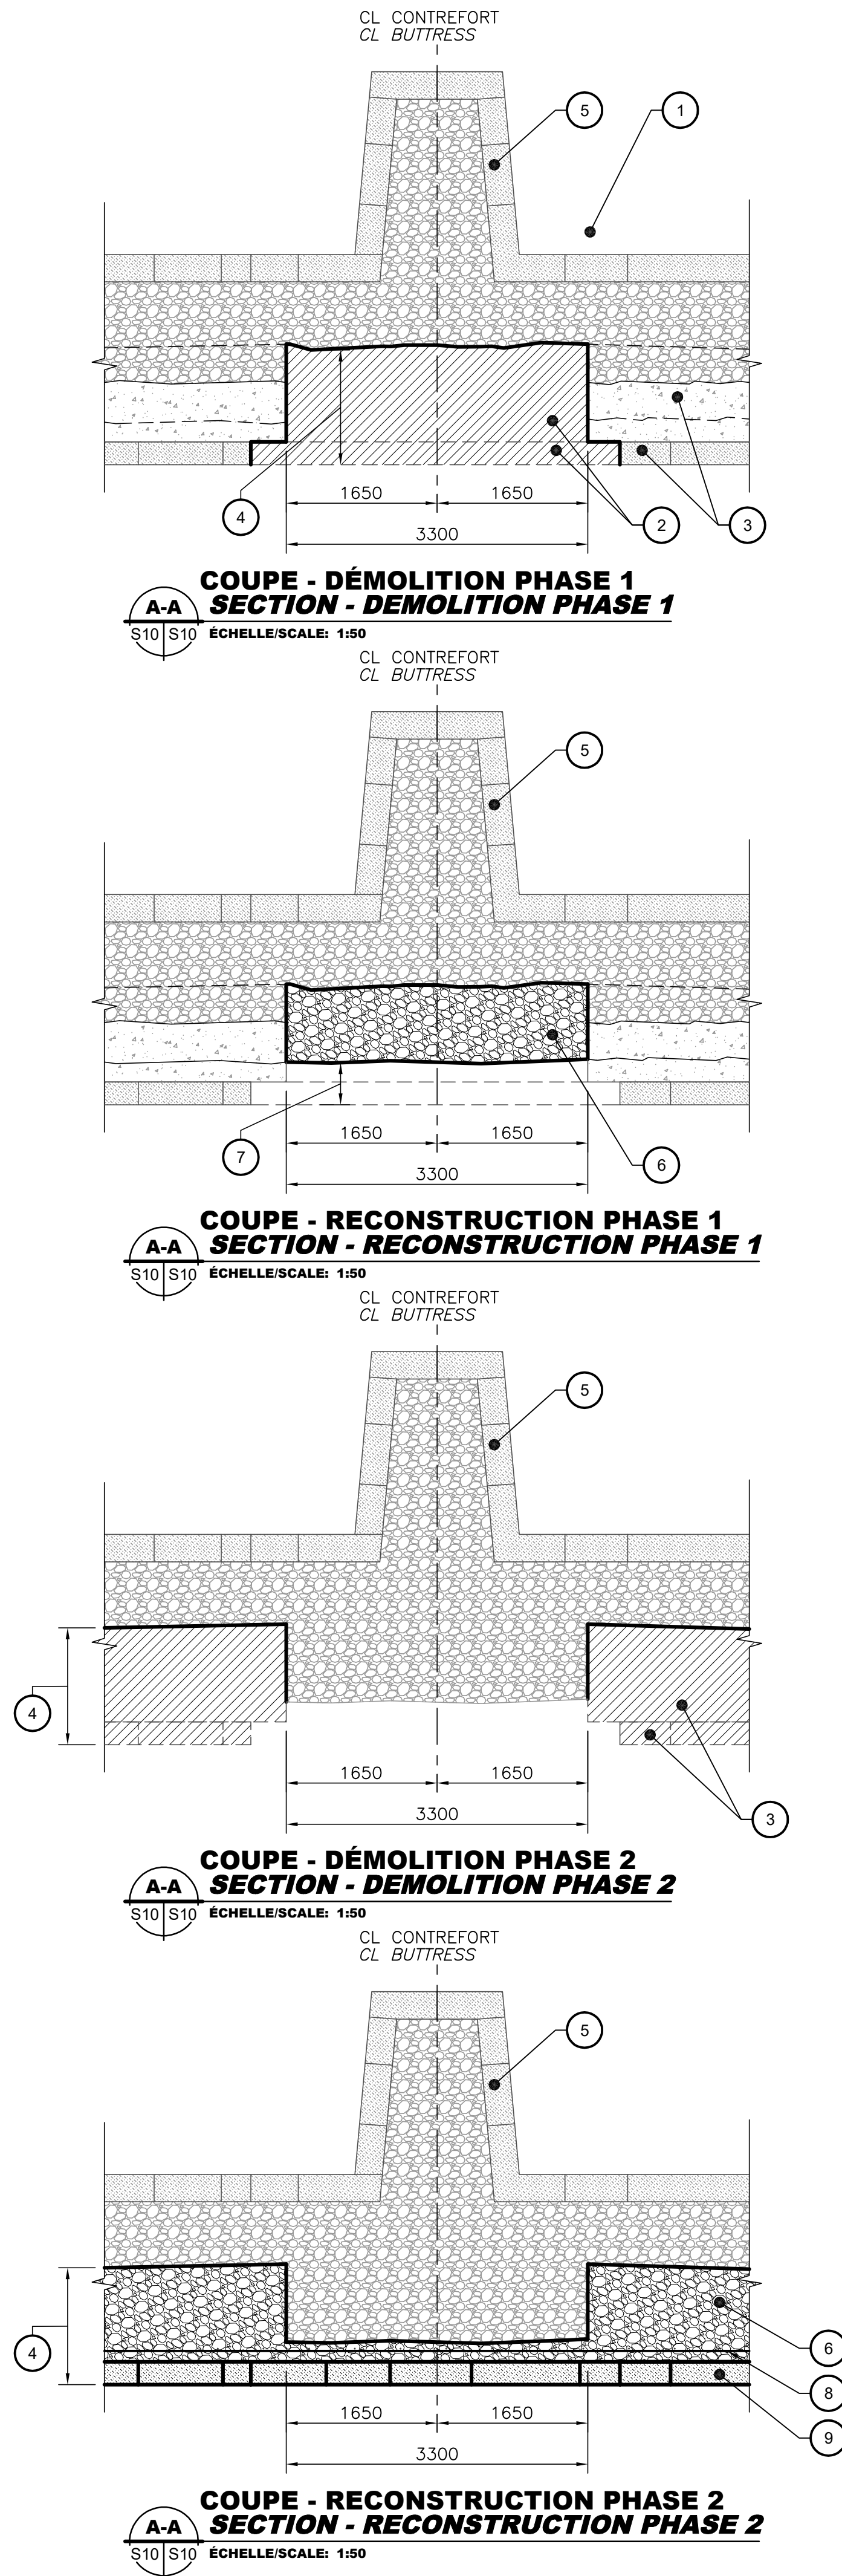 CL CONTREFORT
CL BUTTRESS
5
1
4
1650
1650
2
3
3300
COUPE - DÉMOLITION PHASE 1
A-A
SECTION - DEMOLITION PHASE 1
S10 S10
ÉCHELLE/SCALE: 1:50
CL CONTREFORT
CL BUTTRESS
5
7
1650
1650
6
3300
COUPE - RECONSTRUCTION PHASE 1
A-A
SECTION - RECONSTRUCTION PHASE 1
S10 S10
ÉCHELLE/SCALE: 1:50
CL CONTREFORT
CL BUTTRESS
5
4
1650
1650
3300
3
COUPE - DÉMOLITION PHASE 2
A-A
SECTION - DEMOLITION PHASE 2
S10 S10
ÉCHELLE/SCALE: 1:50
CL CONTREFORT
CL BUTTRESS
5
4
6
8
1650
1650
9
3300
COUPE - RECONSTRUCTION PHASE 2
A-A
SECTION - RECONSTRUCTION PHASE 2
S10 S10
ÉCHELLE/SCALE: 1:50